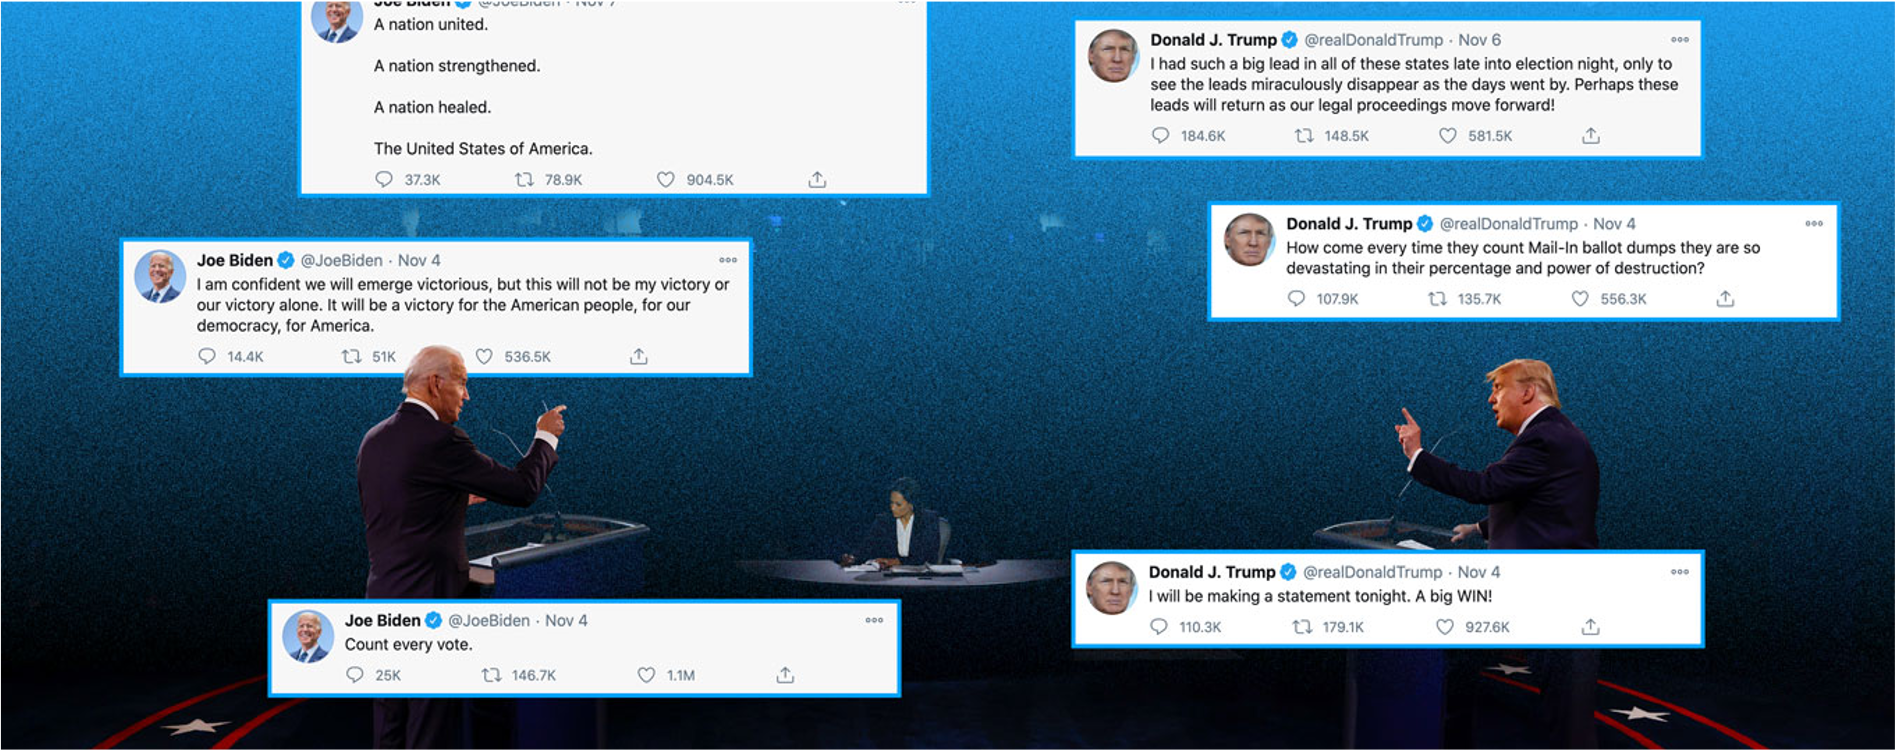 Joe Biden @JoeBiden · Nov 7
A nation united.
A nation strengthened.
A nation healed.
The United States of America.
37.3K 78.9K 904.5K
Donald J. Trump @realDonaldTrump · Nov 6
I had such a big lead in all of these states late into election night, only to
see the leads miraculously disappear as the days went by. Perhaps these
leads will return as our legal proceedings move forward!
184.6K 148.5K 581.5K
Donald J. Trump @realDonaldTrump · Nov 4
How come every time they count Mail-In ballot dumps they are so
devastating in their percentage and power of destruction?
107.9K 135.7K 556.3K
Joe Biden @JoeBiden · Nov 4
I am confident we will emerge victorious, but this will not be my victory or
our victory alone. It will be a victory for the American people, for our
democracy, for America.
14.4K 51K 536.5K
Donald J. Trump @realDonaldTrump · Nov 4
I will be making a statement tonight. A big WIN!
110.3K 179.1K 927.6K
Joe Biden @JoeBiden · Nov 4
Count every vote.
25K 146.7K 1.1M